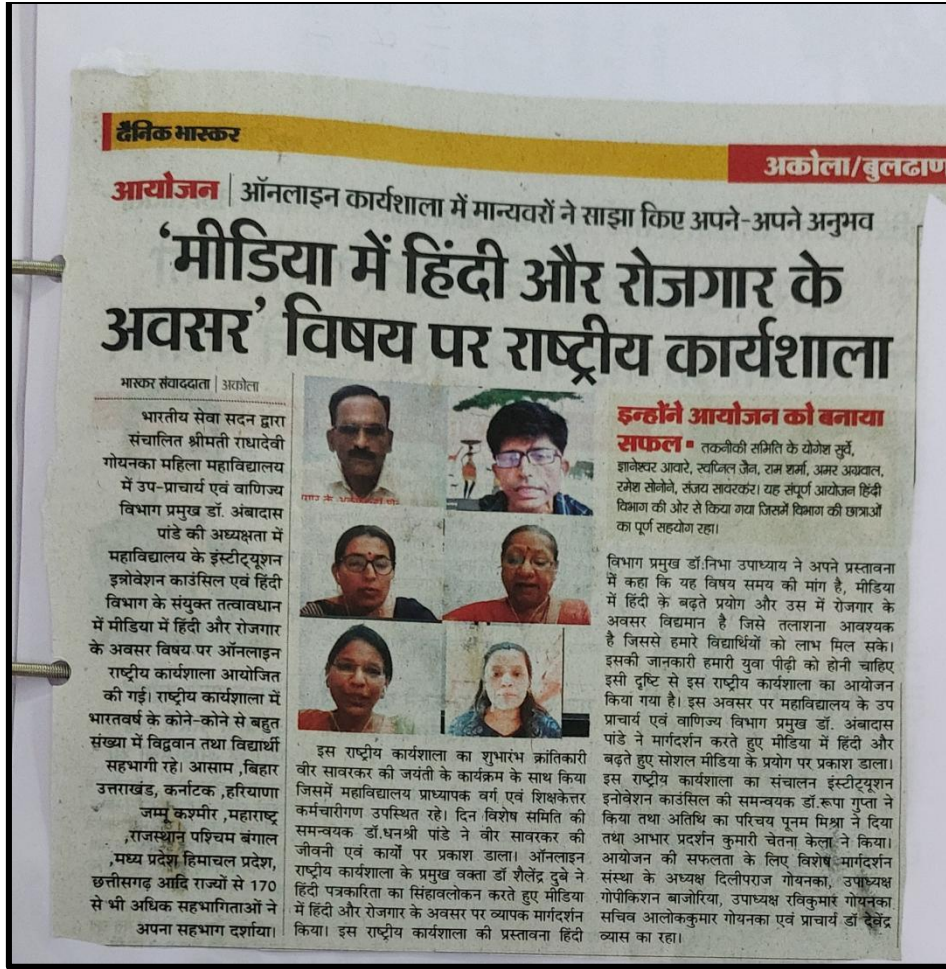 दैनिक भास्कर
अकोला/बुलढाण
आयोजन | ऑनलाइन कार्यशाला में मान्यवरों ने साझा किए अपने-अपने अनुभव
‘मीडिया में हिंदी और रोजगार के
अवसर’ विषय पर राष्ट्रीय कार्यशाला
भास्कर संवाददाता | अकोला
भारतीय सेवा सदन द्वारा
संचालित श्रीमती राधादेवी
गोयनका महिला महाविद्यालय
में उप-प्राचार्य एवं वाणिज्य
विभाग प्रमुख डॉ. अंबादास
पांडे की अध्यक्षता में
महाविद्यालय के इंस्टीट्यूशन
इन्नोवेशन काउंसिल एवं हिंदी
विभाग के संयुक्त तत्वावधान
में मीडिया में हिंदी और रोजगार
के अवसर विषय पर ऑनलाइन
राष्ट्रीय कार्यशाला आयोजित
की गई। राष्ट्रीय कार्यशाला में
भारतवर्ष के कोने-कोने से बहुत
संख्या में विद्वान तथा विद्यार्थी
सहभागी रहे। आसाम ,बिहार
उत्तराखंड, कर्नाटक ,हरियाणा
जम्मू कश्मीर ,महाराष्ट्र
,राजस्थान पश्चिम बंगाल
,मध्य प्रदेश हिमाचल प्रदेश,
छत्तीसगढ़ आदि राज्यों से 170
से भी अधिक सहभागिताओं ने
अपना सहभाग दर्शाया।
इस राष्ट्रीय कार्यशाला का शुभारंभ क्रांतिकारी
वीर सावरकर की जयंती के कार्यक्रम के साथ किया
जिसमें महाविद्यालय प्राध्यापक वर्ग एवं शिक्षकेत्तर
कर्मचारीगण उपस्थित रहे। दिन विशेष समिति की
समन्वयक डॉ.धनश्री पांडे ने वीर सावरकर की
जीवनी एवं कार्यों पर प्रकाश डाला। ऑनलाइन
राष्ट्रीय कार्यशाला के प्रमुख वक्ता डॉ शैलेंद्र दुबे ने
हिंदी पत्रकारिता का सिंहावलोकन करते हुए मीडिया
में हिंदी और रोजगार के अवसर पर व्यापक मार्गदर्शन
किया। इस राष्ट्रीय कार्यशाला की प्रस्तावना हिंदी
इन्होंने आयोजन को बनाया
सफल ▪ तकनीकी समिति के योगेश सुर्वे,
ज्ञानेश्वर आवारे, स्वप्निल जैन, राम शर्मा, अमर अग्रवाल,
रमेश सोनोने, संजय सावरकर। यह संपूर्ण आयोजन हिंदी
विभाग की ओर से किया गया जिसमें विभाग की छात्राओं
का पूर्ण सहयोग रहा।
विभाग प्रमुख डॉ.निभा उपाध्याय ने अपने प्रस्तावना
में कहा कि यह विषय समय की मांग है, मीडिया
में हिंदी के बढ़ते प्रयोग और उस में रोजगार के
अवसर विद्यमान है जिसे तलाशना आवश्यक
है जिससे हमारे विद्यार्थियों को लाभ मिल सके।
इसकी जानकारी हमारी युवा पीढ़ी को होनी चाहिए
इसी दृष्टि से इस राष्ट्रीय कार्यशाला का आयोजन
किया गया है। इस अवसर पर महाविद्यालय के उप
प्राचार्य एवं वाणिज्य विभाग प्रमुख डॉ. अंबादास
पांडे ने मार्गदर्शन करते हुए मीडिया में हिंदी और
बढ़ते हुए सोशल मीडिया के प्रयोग पर प्रकाश डाला।
इस राष्ट्रीय कार्यशाला का संचालन इंस्टीट्यूशन
इनोवेशन काउंसिल की समन्वयक डॉ.रूपा गुप्ता ने
किया तथा अतिथि का परिचय पूनम मिश्रा ने दिया
तथा आभार प्रदर्शन कुमारी चेतना केला ने किया।
आयोजन की सफलता के लिए विशेष मार्गदर्शन
संस्था के अध्यक्ष दिलीपराज गोयनका, उपाध्यक्ष
गोपीकिशन बाजोरिया, उपाध्यक्ष रविकुमार गोयनका
सचिव आलोककुमार गोयनका एवं प्राचार्य डॉ देवेंद्र
व्यास का रहा।